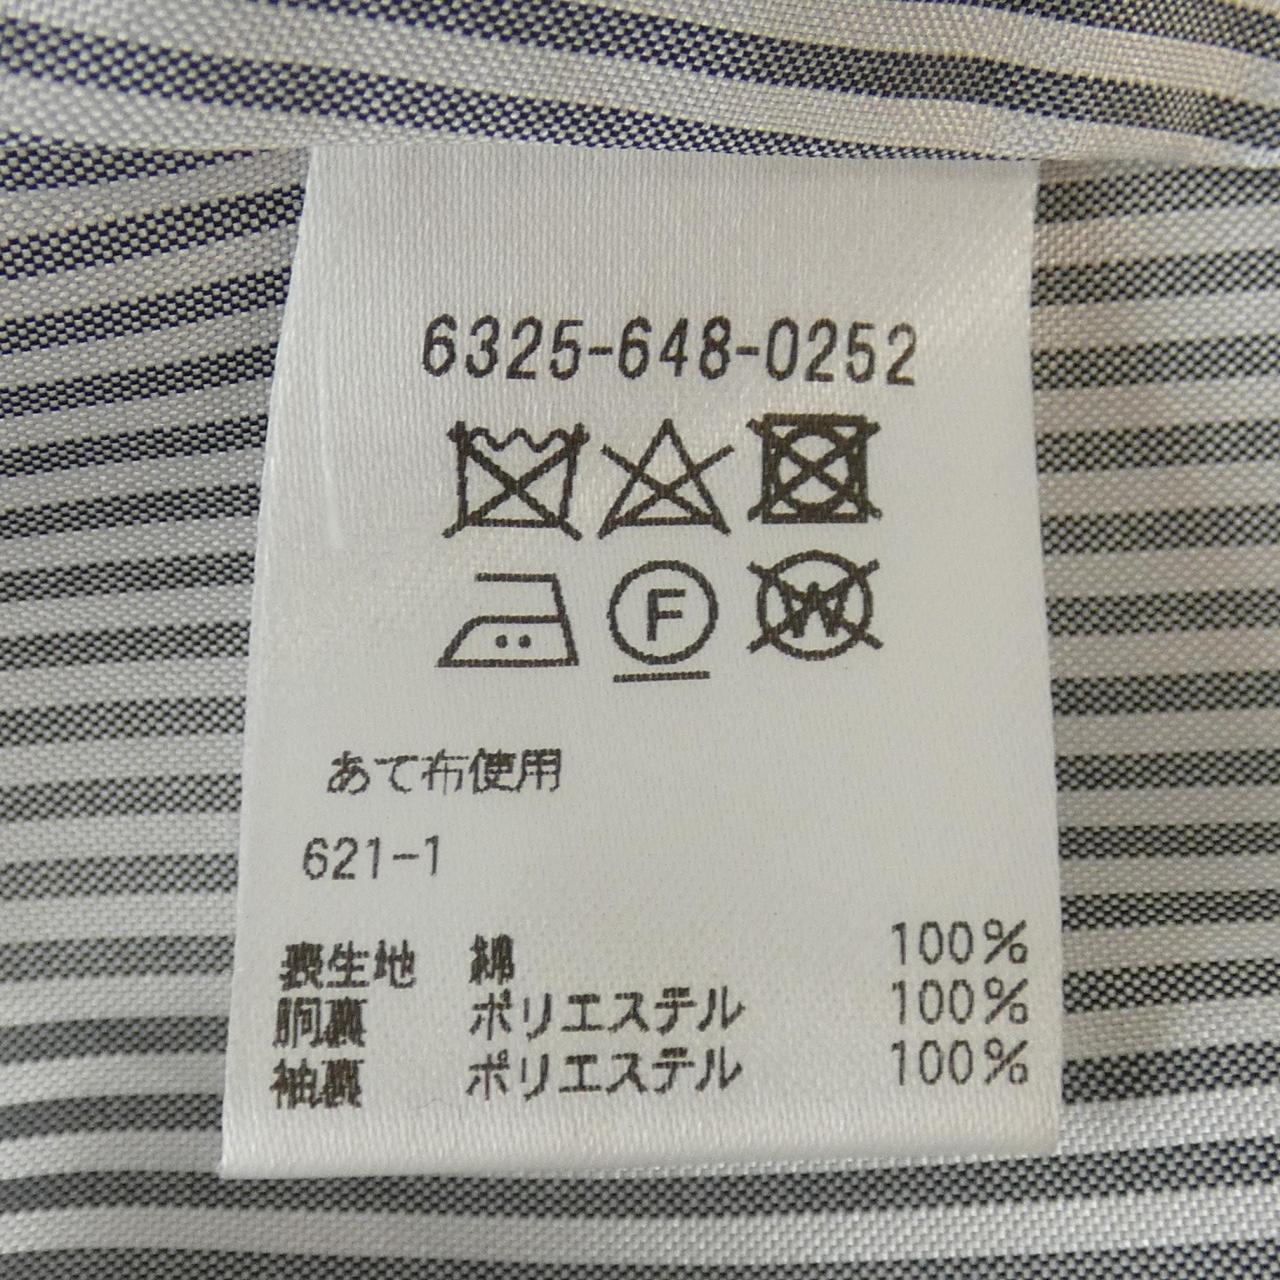 6325-648-0252
F
W
あて布使用
621-1
表生地 綿 100%
胴裏 ポリエステル 100%
袖裏 ポリエステル 100%